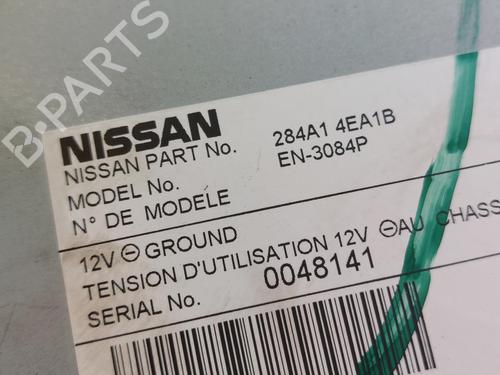 B-PARTS
NISSAN
NISSAN PART No. 284A1 4EA1B
MODEL No. EN-3084P
N° DE MODELE
12V ⊖ GROUND
TENSION D'UTILISATION 12V ⊖AU CHASS
SERIAL No. 0048141